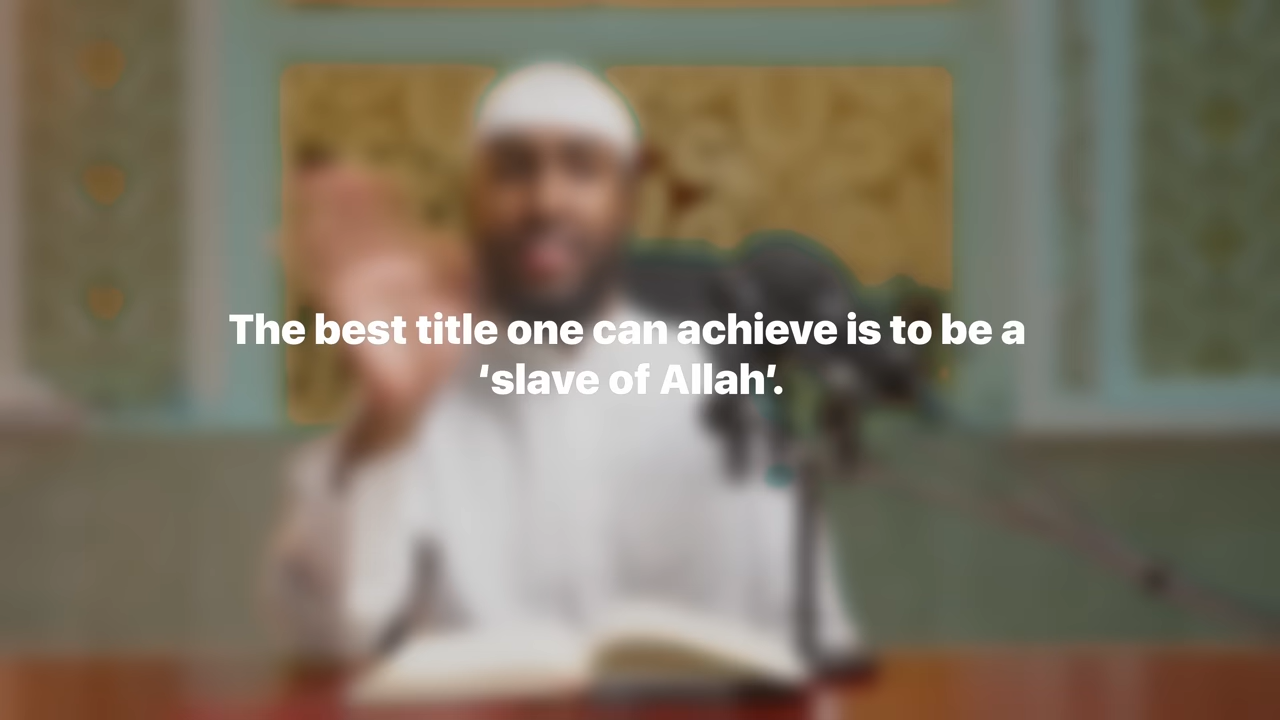 The best title one can achieve is to be a
‘slave of Allah’.